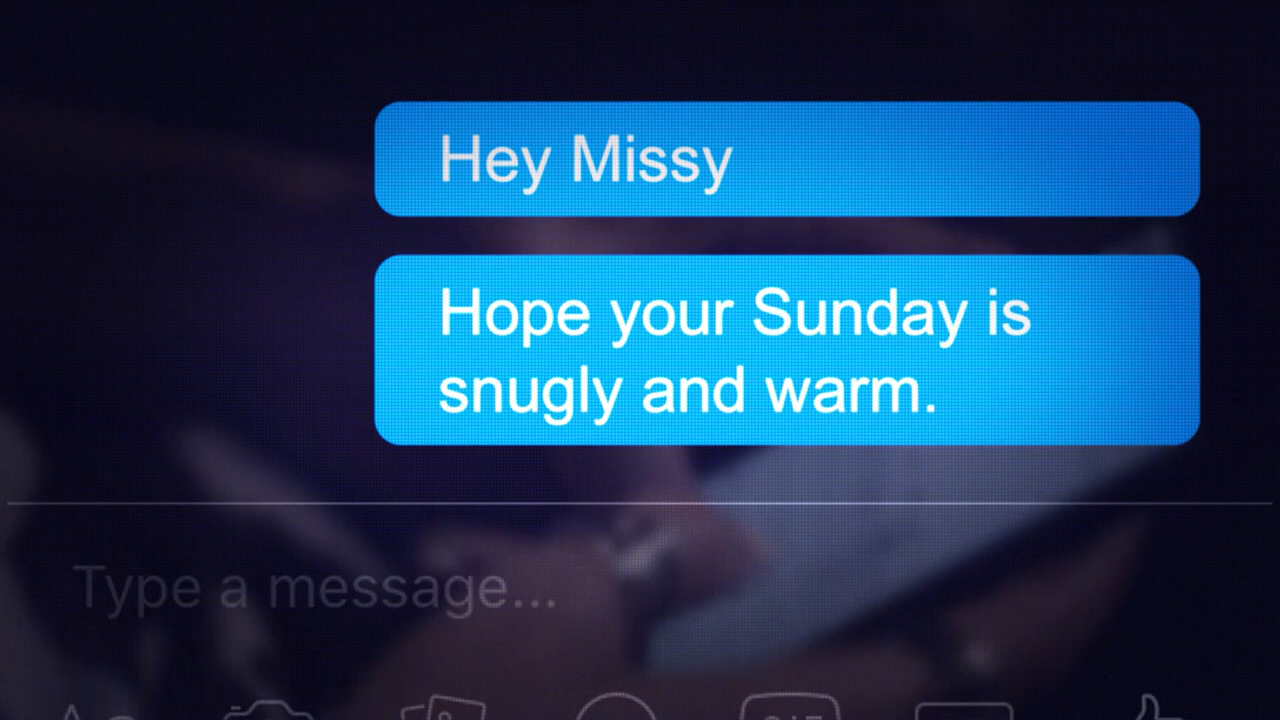 Hey Missy
Hope your Sunday is
snugly and warm.
Type a message...